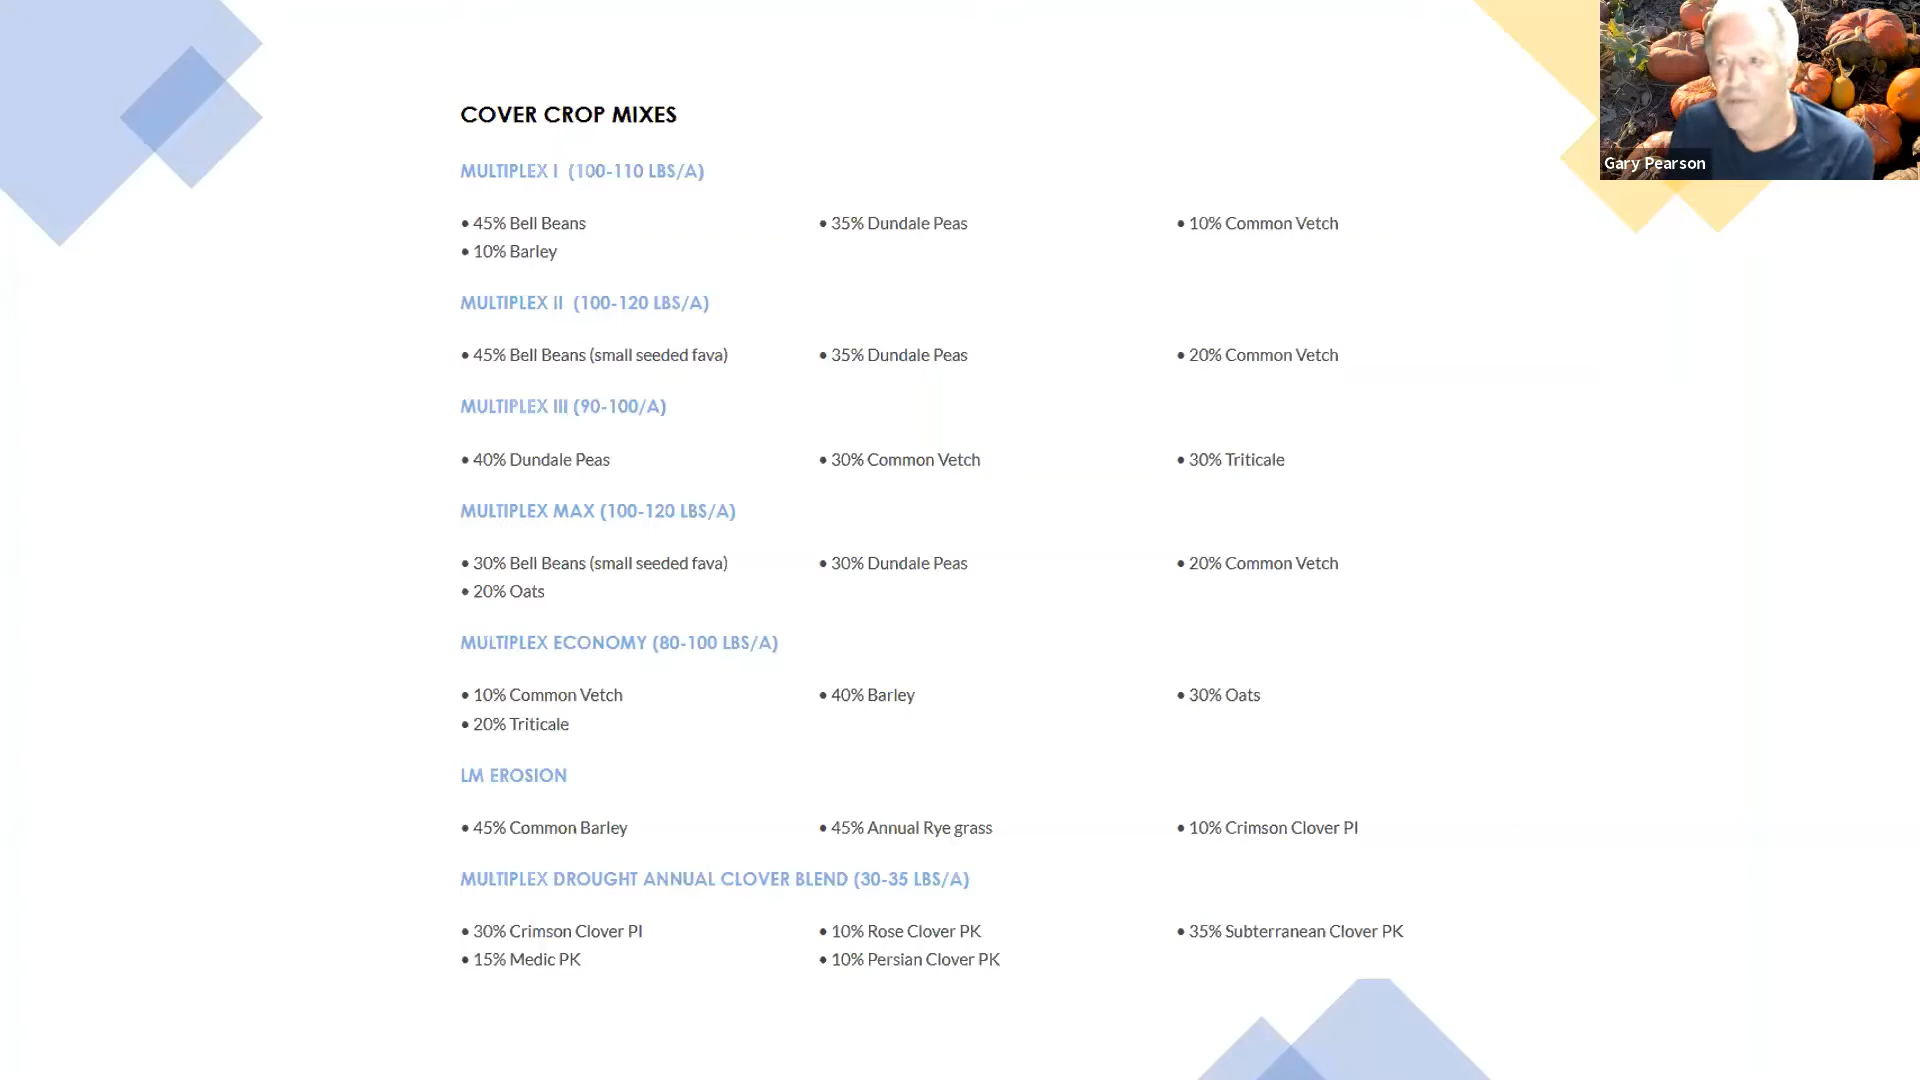 COVER CROP MIXES
MULTIPLEX I (100-110 LBS/A)
• 45% Bell Beans • 35% Dundale Peas • 10% Common Vetch
• 10% Barley
MULTIPLEX II (100-120 LBS/A)
• 45% Bell Beans (small seeded fava) • 35% Dundale Peas • 20% Common Vetch
MULTIPLEX III (90-100/A)
• 40% Dundale Peas • 30% Common Vetch • 30% Triticale
MULTIPLEX MAX (100-120 LBS/A)
• 30% Bell Beans (small seeded fava) • 30% Dundale Peas • 20% Common Vetch
• 20% Oats
MULTIPLEX ECONOMY (80-100 LBS/A)
• 10% Common Vetch • 40% Barley • 30% Oats
• 20% Triticale
LM EROSION
• 45% Common Barley • 45% Annual Rye grass • 10% Crimson Clover PI
MULTIPLEX DROUGHT ANNUAL CLOVER BLEND (30-35 LBS/A)
• 30% Crimson Clover PI • 10% Rose Clover PK • 35% Subterranean Clover PK
• 15% Medic PK • 10% Persian Clover PK
Gary Pearson